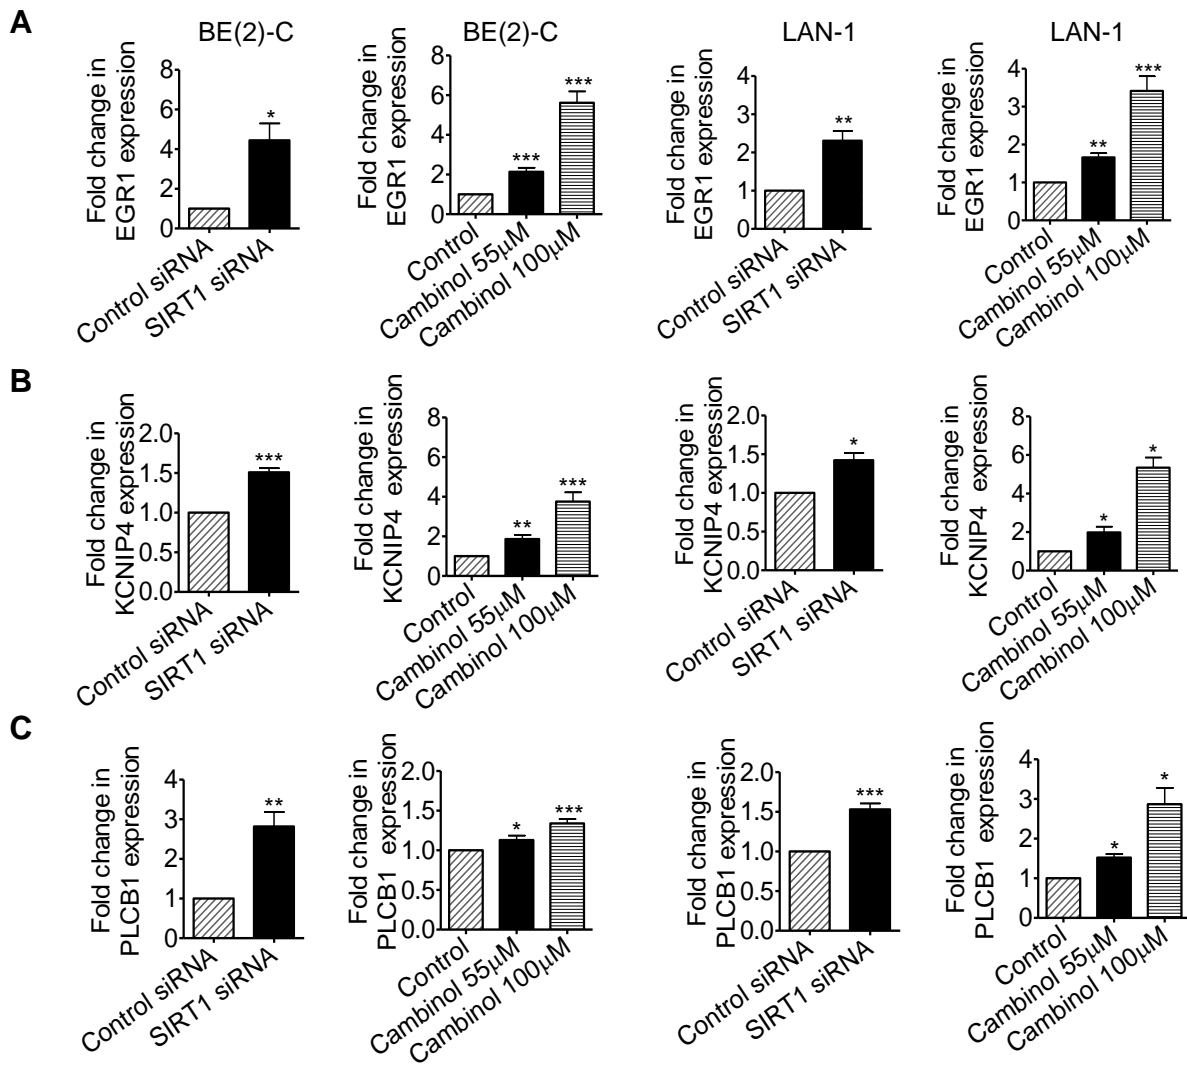 A
BE(2)-C
BE(2)-C
LAN-1
LAN-1
Fold change in
EGR1 expression
8
6
4
2
0
*
Control siRNA
SIRT1 siRNA
Fold change in
EGR1 expression
8
6
4
2
0
***
***
Control
Cambinol 55μM
Cambinol 100μM
Fold change in
EGR1 expression
4
3
2
1
0
**
Control siRNA
SIRT1 siRNA
Fold change in
EGR1 expression
4
3
2
1
0
**
***
Control
Cambinol 55μM
Cambinol 100μM
B
Fold change in
KCNIP4 expression
2.0
1.5
1.0
0.5
0.0
***
Control siRNA
SIRT1 siRNA
Fold change in
KCNIP4 expression
8
6
4
2
0
**
***
Control
Cambinol 55μM
Cambinol 100μM
Fold change in
KCNIP4 expression
2.0
1.5
1.0
0.5
0.0
*
Control siRNA
SIRT1 siRNA
Fold change in
KCNIP4 expression
8
6
4
2
0
*
*
Control
Cambinol 55μM
Cambinol 100μM
C
Fold change in
PLCB1 expression
4
3
2
1
0
**
Control siRNA
SIRT1 siRNA
Fold change in
PLCB1 expression
2.0
1.5
1.0
0.5
0.0
*
***
Control
Cambinol 55μM
Cambinol 100μM
Fold change in
PLCB1 expression
2.0
1.5
1.0
0.5
0.0
***
Control siRNA
SIRT1 siRNA
Fold change in
PLCB1 expression
4
3
2
1
0
*
*
Control
Cambinol 55μM
Cambinol 100μM